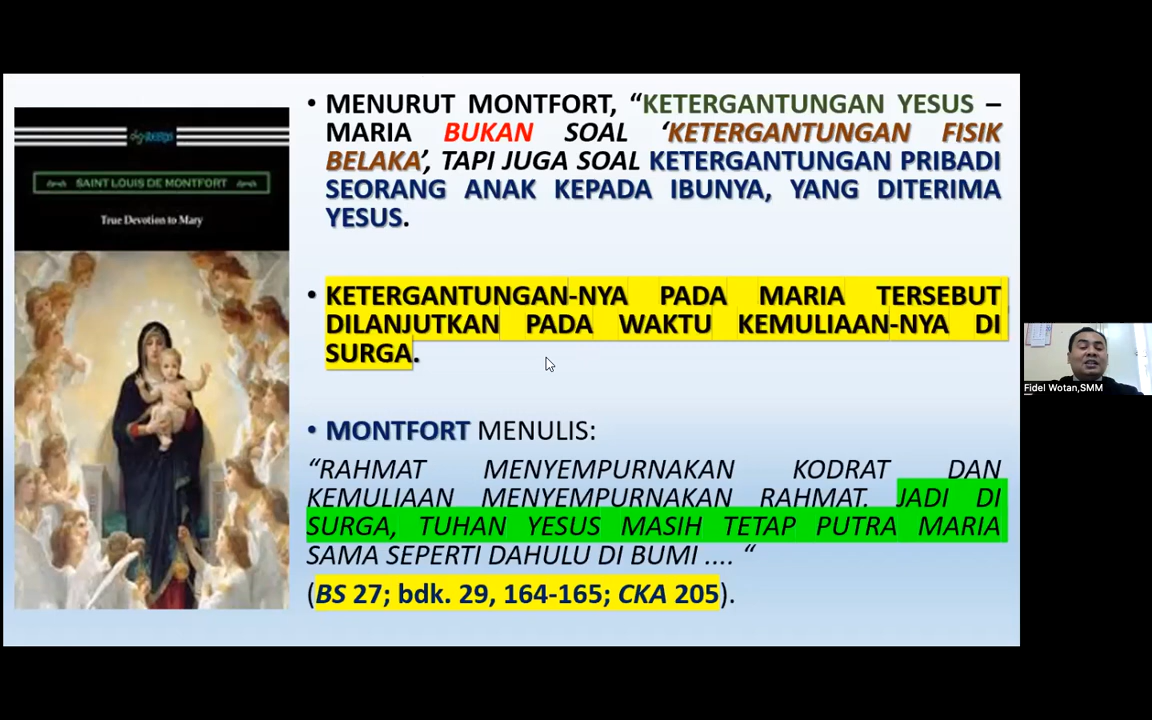 SAINT LOUIS DE MONTFORT
True Devotion to Mary
• MENURUT MONTFORT, “KETERGANTUNGAN YESUS –
MARIA BUKAN SOAL ‘KETERGANTUNGAN FISIK
BELAKA’, TAPI JUGA SOAL KETERGANTUNGAN PRIBADI
SEORANG ANAK KEPADA IBUNYA, YANG DITERIMA
YESUS.
• KETERGANTUNGAN-NYA PADA MARIA TERSEBUT
DILANJUTKAN PADA WAKTU KEMULIAAN-NYA DI
SURGA.
• MONTFORT MENULIS:
“RAHMAT MENYEMPURNAKAN KODRAT DAN
KEMULIAAN MENYEMPURNAKAN RAHMAT. JADI DI
SURGA, TUHAN YESUS MASIH TETAP PUTRA MARIA
SAMA SEPERTI DAHULU DI BUMI .... “
(BS 27; bdk. 29, 164-165; CKA 205).
Fidel Wotan,SMM